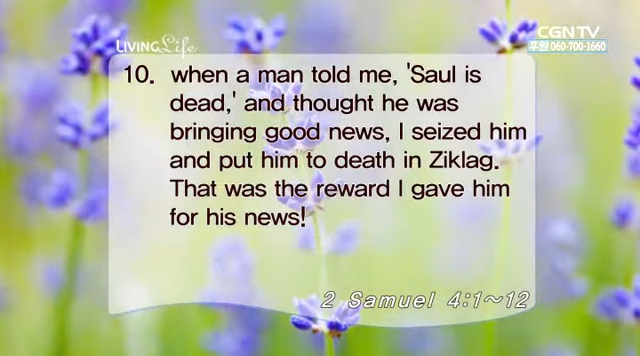 LIVING Life
CGNTV
후원 060-700-1660
10. when a man told me, 'Saul is
dead,' and thought he was
bringing good news, I seized him
and put him to death in Ziklag.
That was the reward I gave him
for his news!
2 Samuel 4:1~12